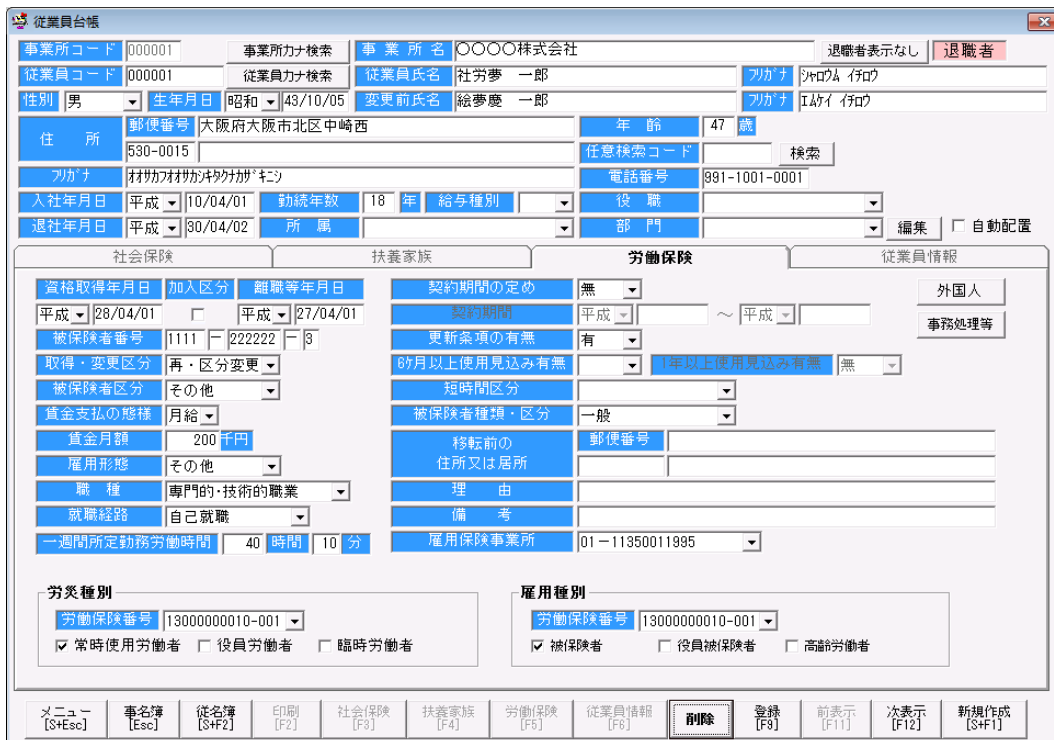 従業員台帳
事業所コード 000001 事業所カナ検索 事業所名 〇〇〇〇株式会社 退職者表示なし 退職者
従業員コード 000001 従業員カナ検索 従業員氏名 社労夢 一郎 フリガナ シャロウム イチロウ
性別 男 生年月日 昭和 43/10/05 変更前氏名 絵夢慶 一郎 フリガナ エムケイ イチロウ
住所 郵便番号 大阪府大阪市北区中崎西 年齢 47 歳
530-0015 任意検索コード 検索
フリガナ オオサカフオオサカシキタクナカザキニシ 電話番号 991-1001-0001
入社年月日 平成 10/04/01 勤続年数 18 年 給与種別 役職
退社年月日 平成 30/04/02 所属 部門 編集 自動配置
社会保険 扶養家族 労働保険 従業員情報
資格取得年月日 加入区分 離職等年月日 契約期間の定め 無 外国人
平成 28/04/01 平成 27/04/01 契約期間 平成 ～ 平成 事務処理等
被保険者番号 1111 - 222222 - 3 更新条項の有無 有
取得・変更区分 再・区分変更 6ケ月以上使用見込み有無 1年以上使用見込み有無 無
被保険者区分 その他 短時間区分
賃金支払の態様 月給 被保険者種類・区分 一般
賃金月額 200 千円 移転前の住所又は居所 郵便番号
雇用形態 その他
職種 専門的・技術的職業 理由
就職経路 自己就職 備考
一週間所定勤務労働時間 40 時間 10 分 雇用保険事業所 01-11350011995
労災種別 雇用種別
労働保険番号 13000000010-001 労働保険番号 13000000010-001
常時使用労働者 役員労働者 臨時労働者 被保険者 役員被保険者 高齢労働者
メニュー [S+Esc] 事名簿 [Esc] 従名簿 [S+F2] 印刷 [F2] 社会保険 [F3] 扶養家族 [F4] 労働保険 [F5] 従業員情報 [F6] 削除 登録 [F9] 前表示 [F11] 次表示 [F12] 新規作成 [S+F1]